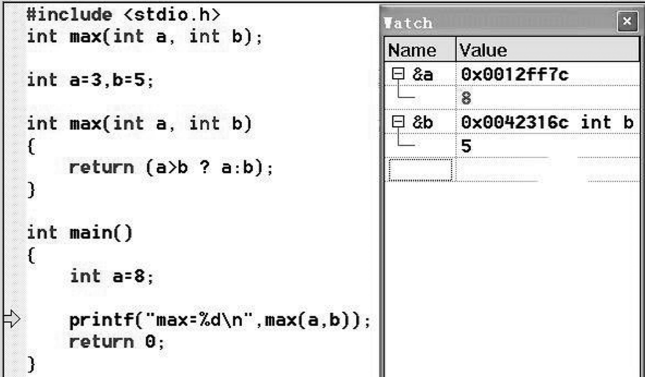 #include <stdio.h>
int max(int a, int b);
int a=3,b=5;
int max(int a, int b)
{
return (a>b ? a:b);
}
int main()
{
int a=8;
printf("max=%d\n",max(a,b));
return 0;
}
Watch
Name Value
&a 0x0012ff7c
8
&b 0x0042316c int b
5